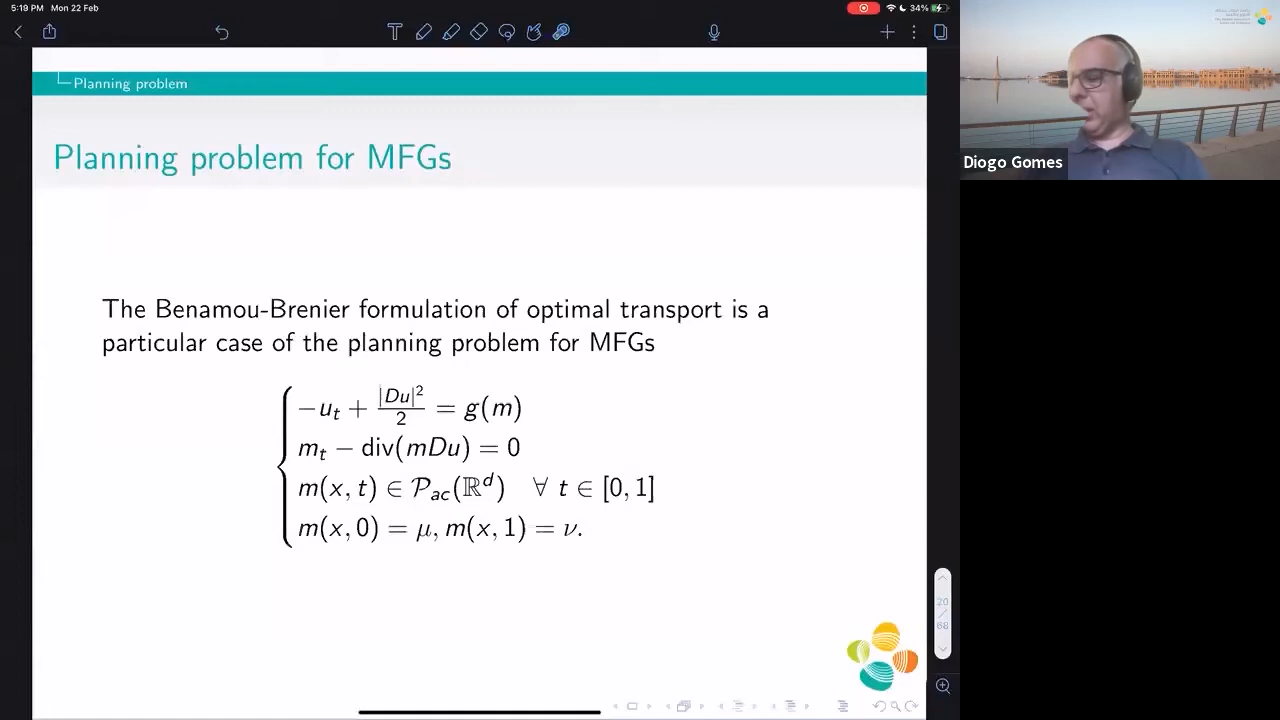 5:19 PM Mon 22 Feb
34%
Planning problem
Planning problem for MFGs
The Benamou-Brenier formulation of optimal transport is a
particular case of the planning problem for MFGs
−u_t + |Du|²/2 = g(m)
m_t − div(mDu) = 0
m(x, t) ∈ 𝒫_ac(ℝ^d) ∀ t ∈ [0, 1]
m(x, 0) = μ, m(x, 1) = ν.
20
/
68
Diogo Gomes